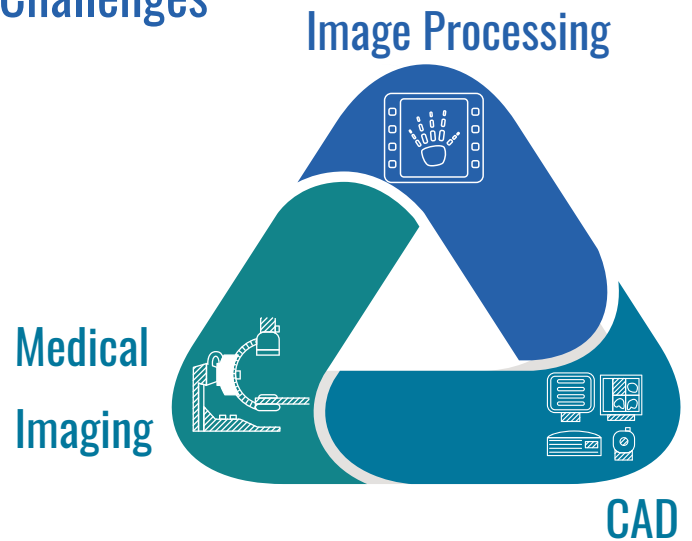 Challenges
Image Processing
Medical
Imaging
CAD